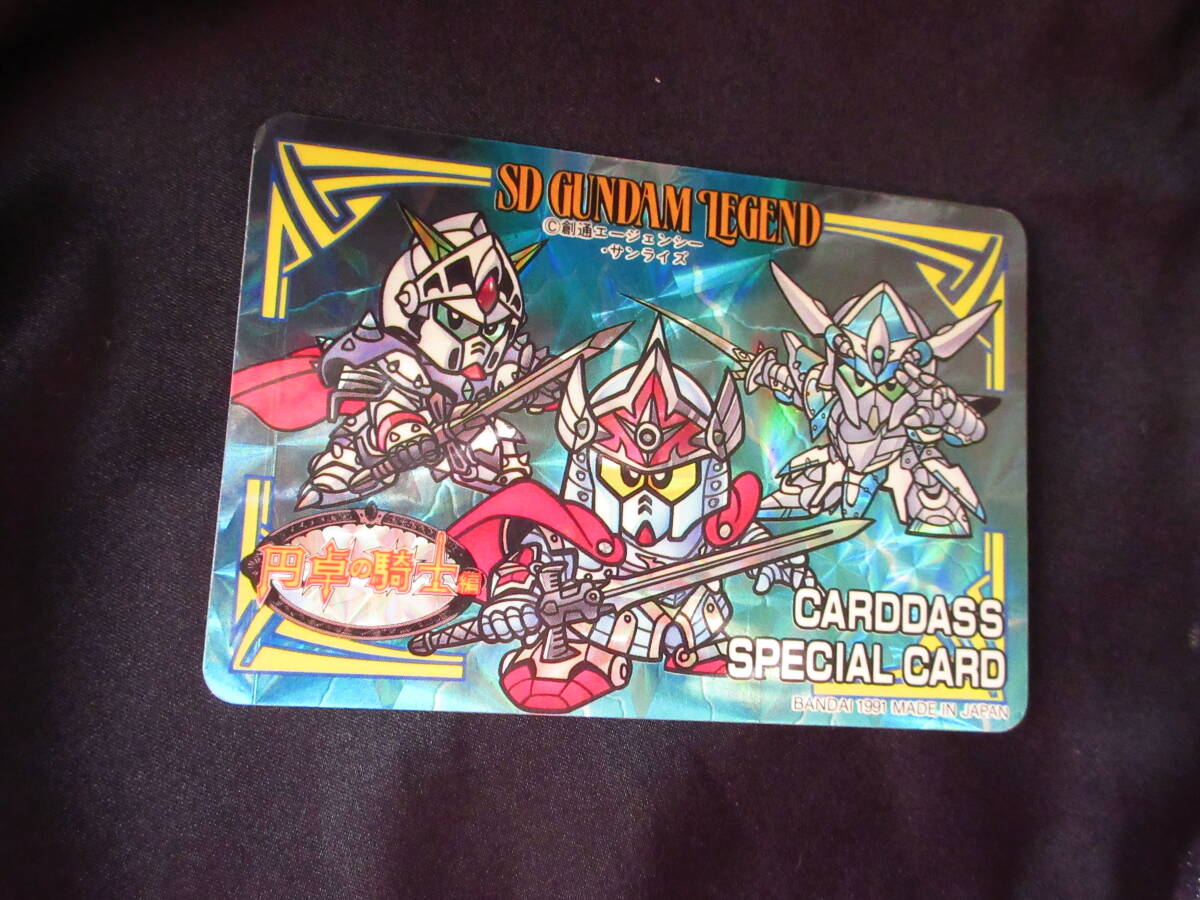 SD GUNDAM LEGEND
©創通エージェンシー
・サンライズ
円卓の騎士編
CARDDASS
SPECIAL CARD
BANDAI 1991 MADE IN JAPAN